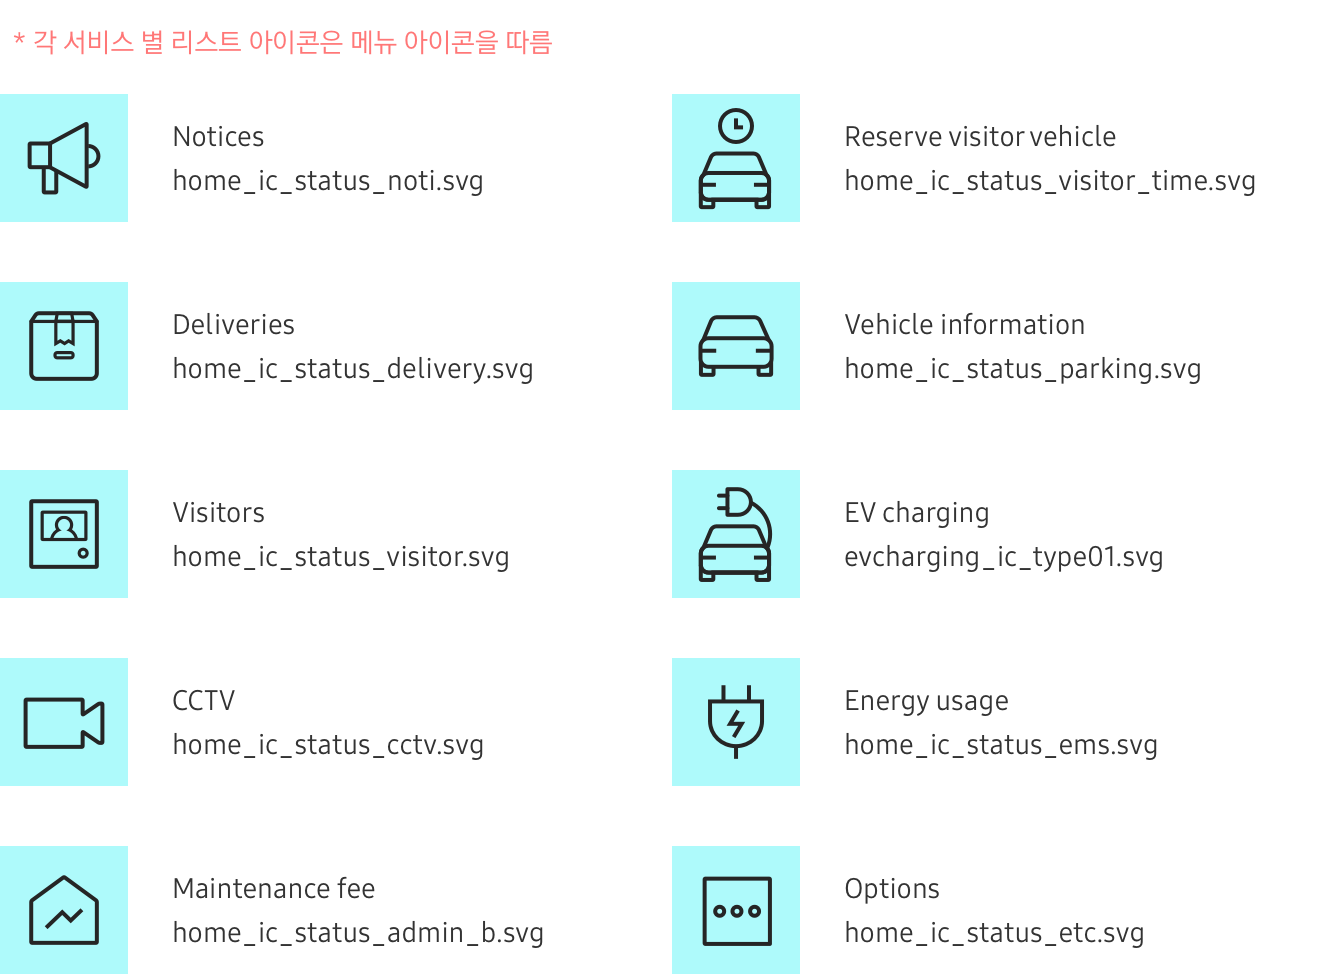 * 각 서비스 별 리스트 아이콘은 메뉴 아이콘을 따름
Notices
home_ic_status_noti.svg
Reserve visitor vehicle
home_ic_status_visitor_time.svg
Deliveries
home_ic_status_delivery.svg
Vehicle information
home_ic_status_parking.svg
Visitors
home_ic_status_visitor.svg
EV charging
evcharging_ic_type01.svg
CCTV
home_ic_status_cctv.svg
Energy usage
home_ic_status_ems.svg
Maintenance fee
home_ic_status_admin_b.svg
Options
home_ic_status_etc.svg